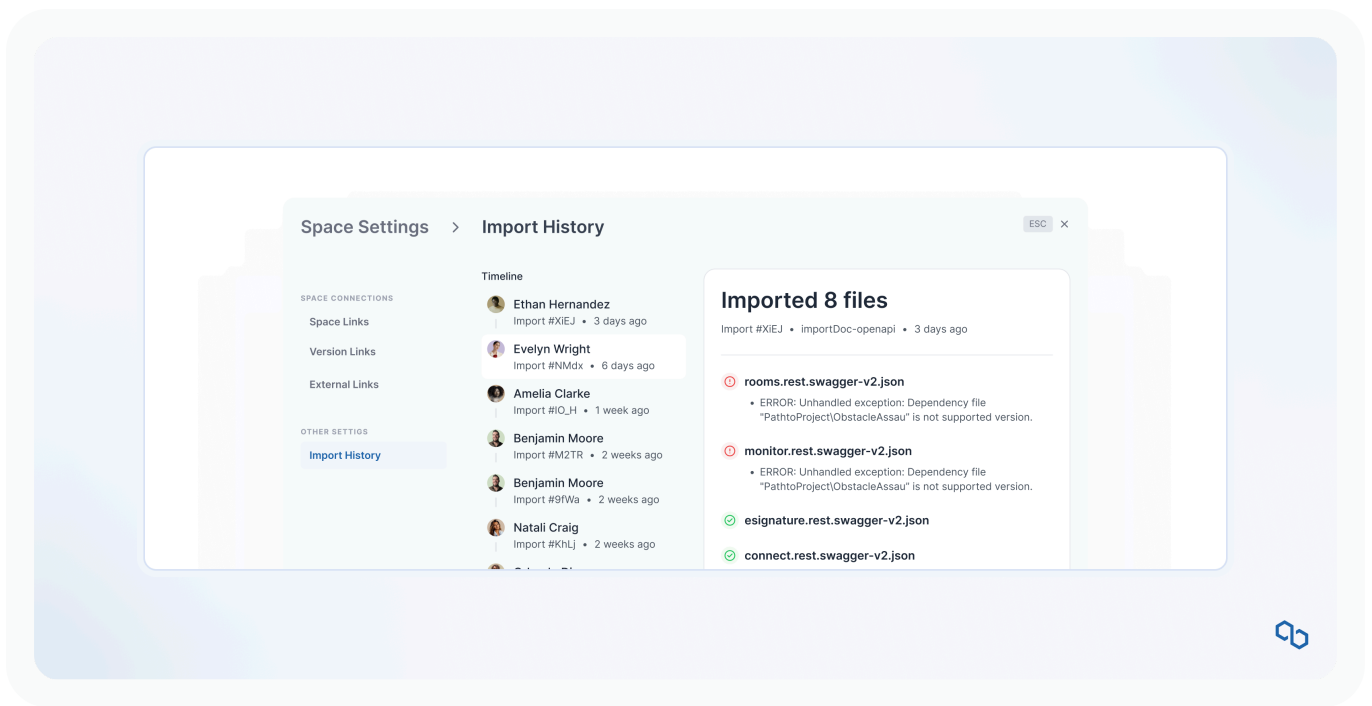 Space Settings
Import History
ESC
SPACE CONNECTIONS
Space Links
Version Links
External Links
OTHER SETTIGS
Import History
Timeline
Ethan Hernandez
Import #XiEJ • 3 days ago
Evelyn Wright
Import #NMdx • 6 days ago
Amelia Clarke
Import #IO_H • 1 week ago
Benjamin Moore
Import #M2TR • 2 weeks ago
Benjamin Moore
Import #9fWa • 2 weeks ago
Natali Craig
Import #KhLj • 2 weeks ago
Imported 8 files
Import #XiEJ • importDoc-openapi • 3 days ago
rooms.rest.swagger-v2.json
• ERROR: Unhandled exception: Dependency file
"PathtoProject\ObstacleAssau" is not supported version.
monitor.rest.swagger-v2.json
• ERROR: Unhandled exception: Dependency file
"PathtoProject\ObstacleAssau" is not supported version.
esignature.rest.swagger-v2.json
connect.rest.swagger-v2.json